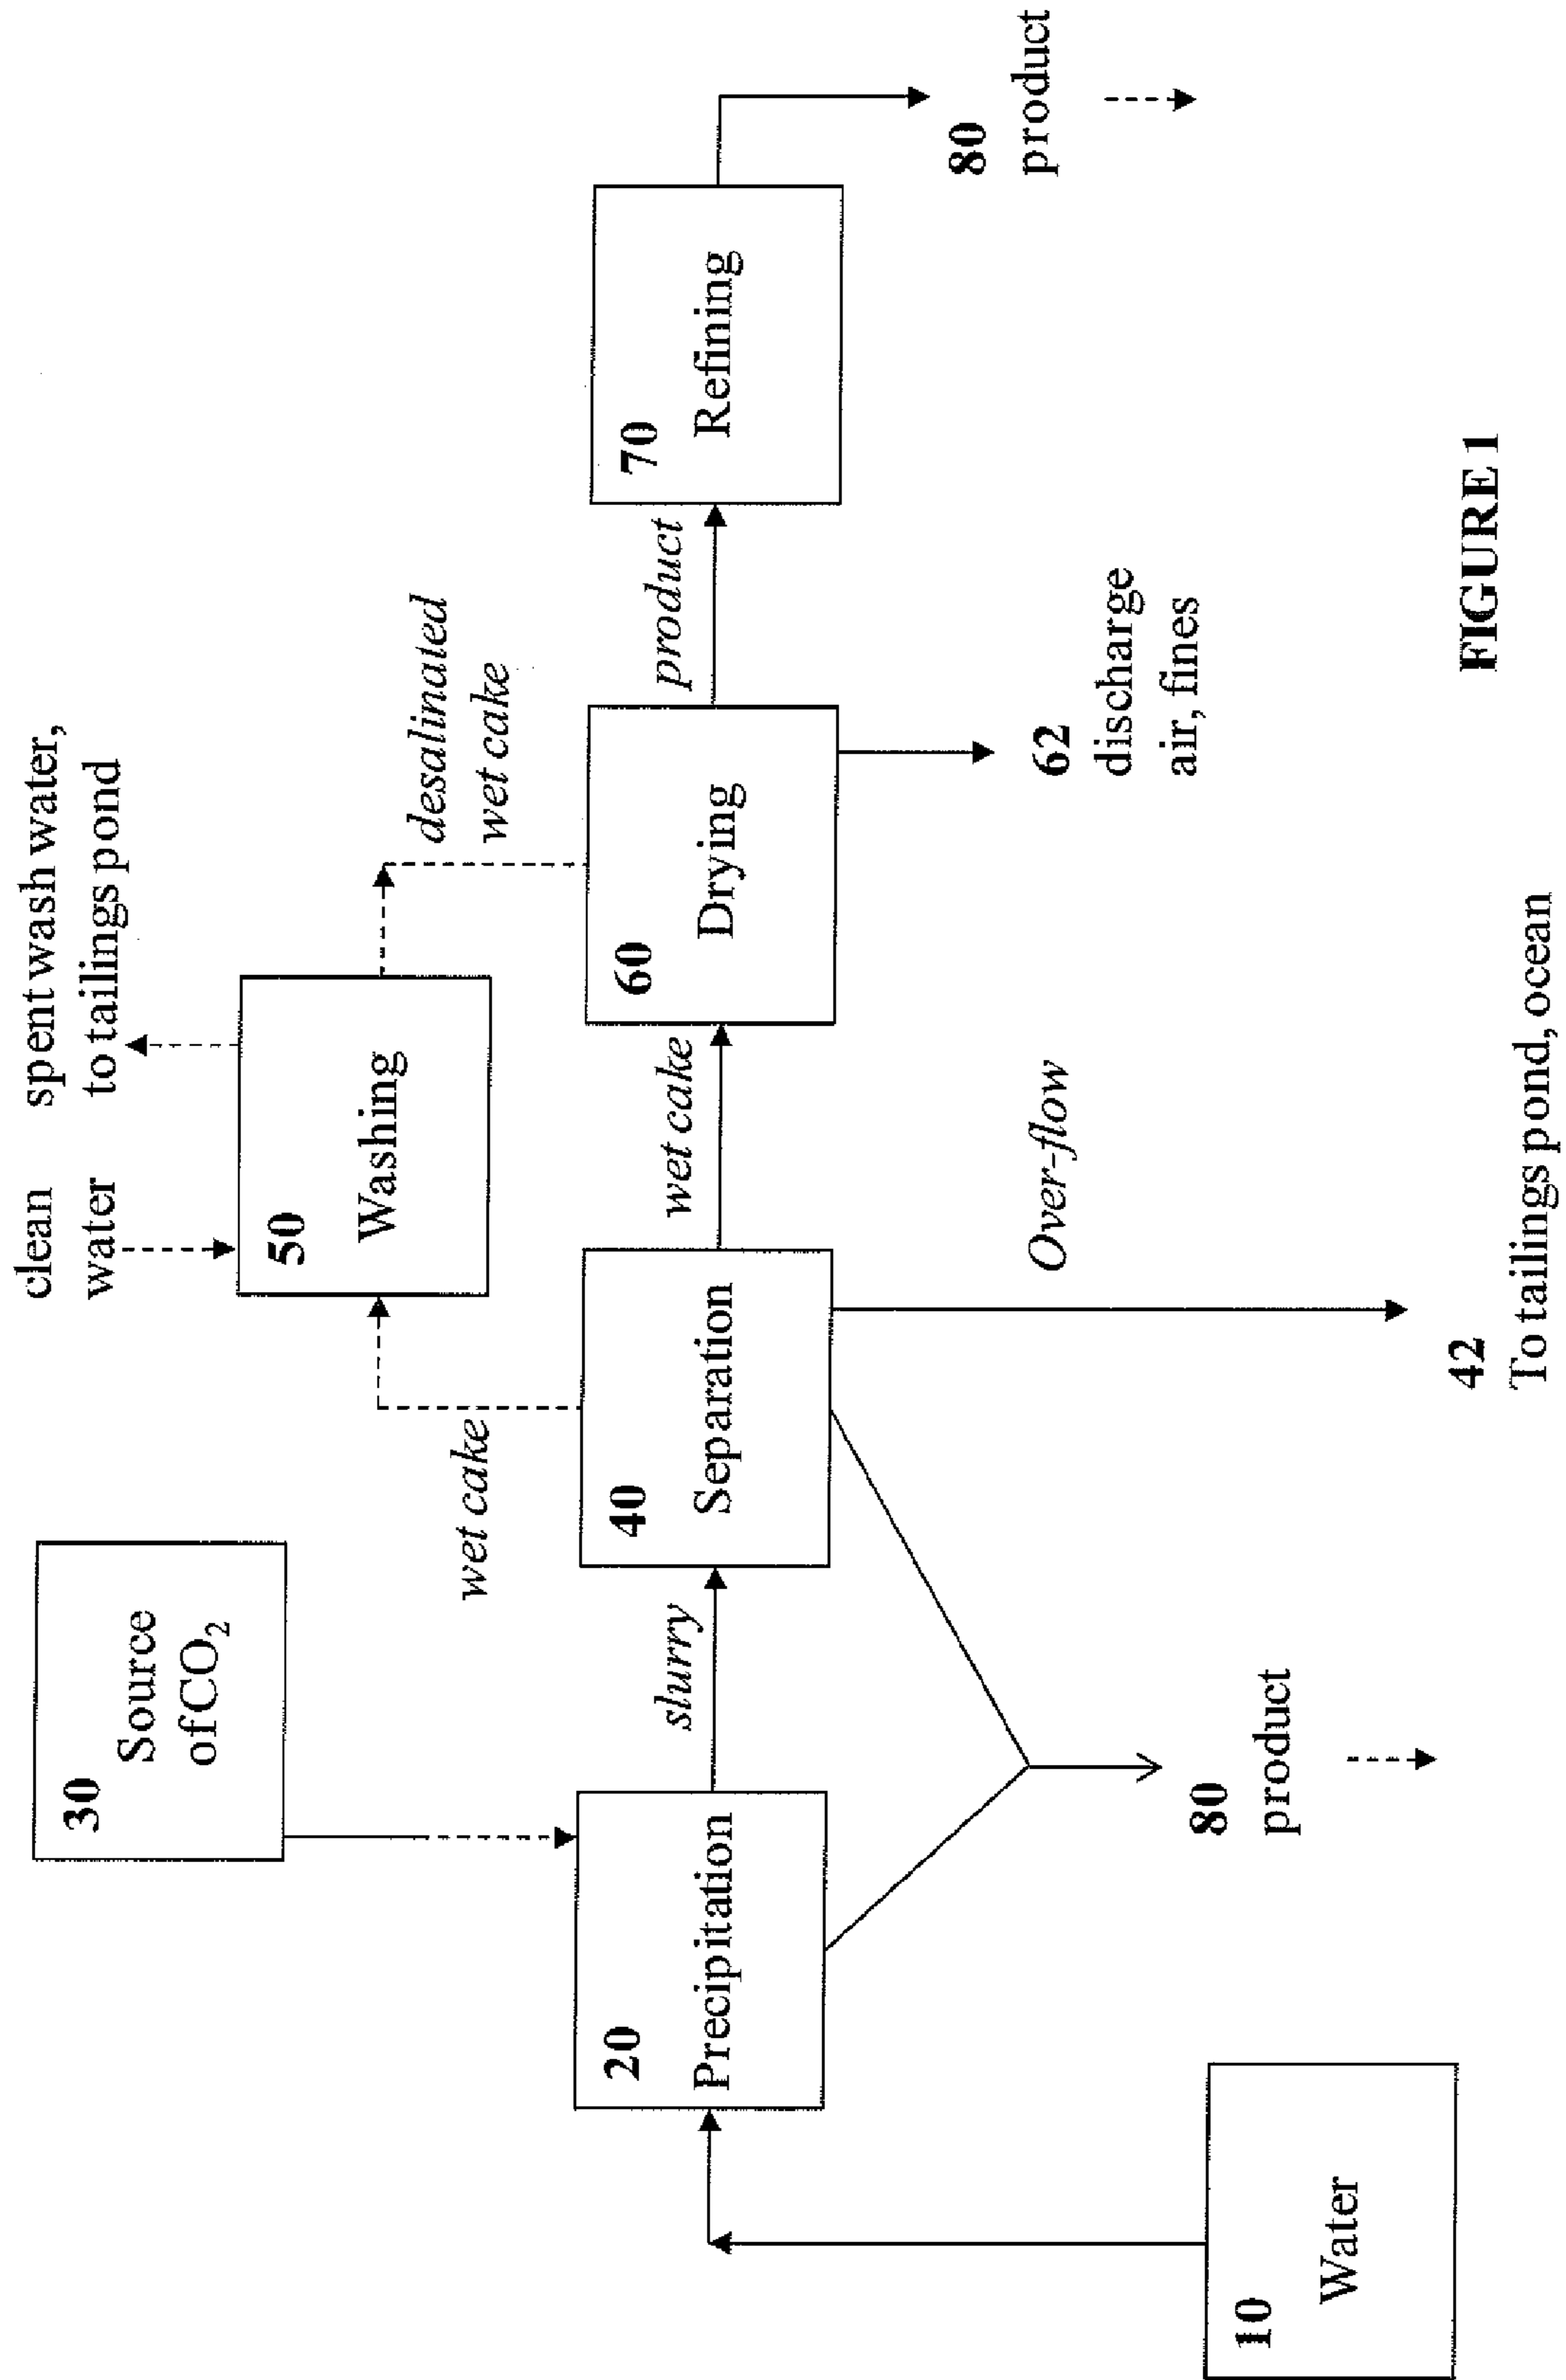 clean
water
spent wash water,
to tailings pond
30
Source
of CO2
50
Washing
wet cake
desalinated
wet cake
20
Precipitation
slurry
40
Separation
wet cake
60
Drying
product
70
Refining
10
Water
80
product
Over-flow
42
To tailings pond, ocean
62
discharge
air, fines
80
product
FIGURE 1